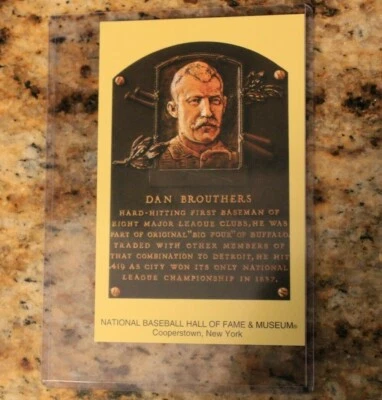 DAN BROUTHERS
HARD-HITTING FIRST BASEMAN OF
EIGHT MAJOR LEAGUE CLUBS, HE WAS
PART OF ORIGINAL "BIG FOUR" OF BUFFALO.
TRADED WITH OTHER MEMBERS OF
THAT COMBINATION TO DETROIT, HE HIT
.419 AS CITY WON ITS ONLY NATIONAL
LEAGUE CHAMPIONSHIP IN 1887.
NATIONAL BASEBALL HALL OF FAME & MUSEUM®
Cooperstown, New York